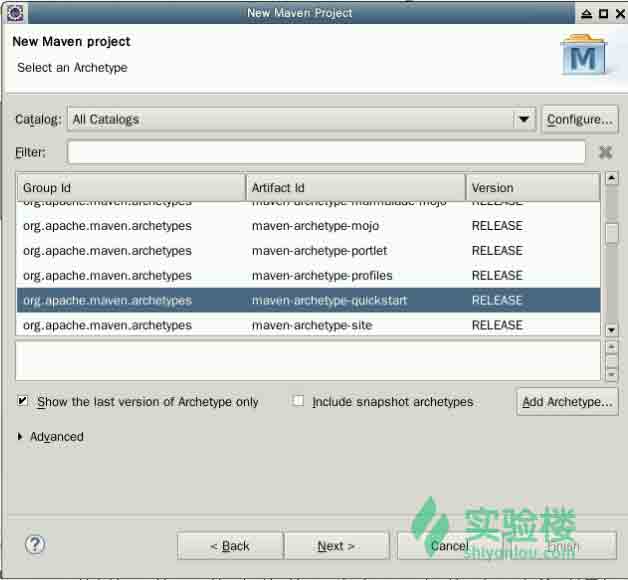 New Maven Project
New Maven project
Select an Archetype
M
Catalog: All Catalogs Configure...
Filter:
Group Id Artifact Id Version
org.apache.maven.archetypes maven-archetype-marmalade-mojo RELEASE
org.apache.maven.archetypes maven-archetype-mojo RELEASE
org.apache.maven.archetypes maven-archetype-portlet RELEASE
org.apache.maven.archetypes maven-archetype-profiles RELEASE
org.apache.maven.archetypes maven-archetype-quickstart RELEASE
org.apache.maven.archetypes maven-archetype-site RELEASE
Show the last version of Archetype only Include snapshot archetypes Add Archetype...
Advanced
实验楼
? < Back Next > Cancel Finish
shiyanlou.com